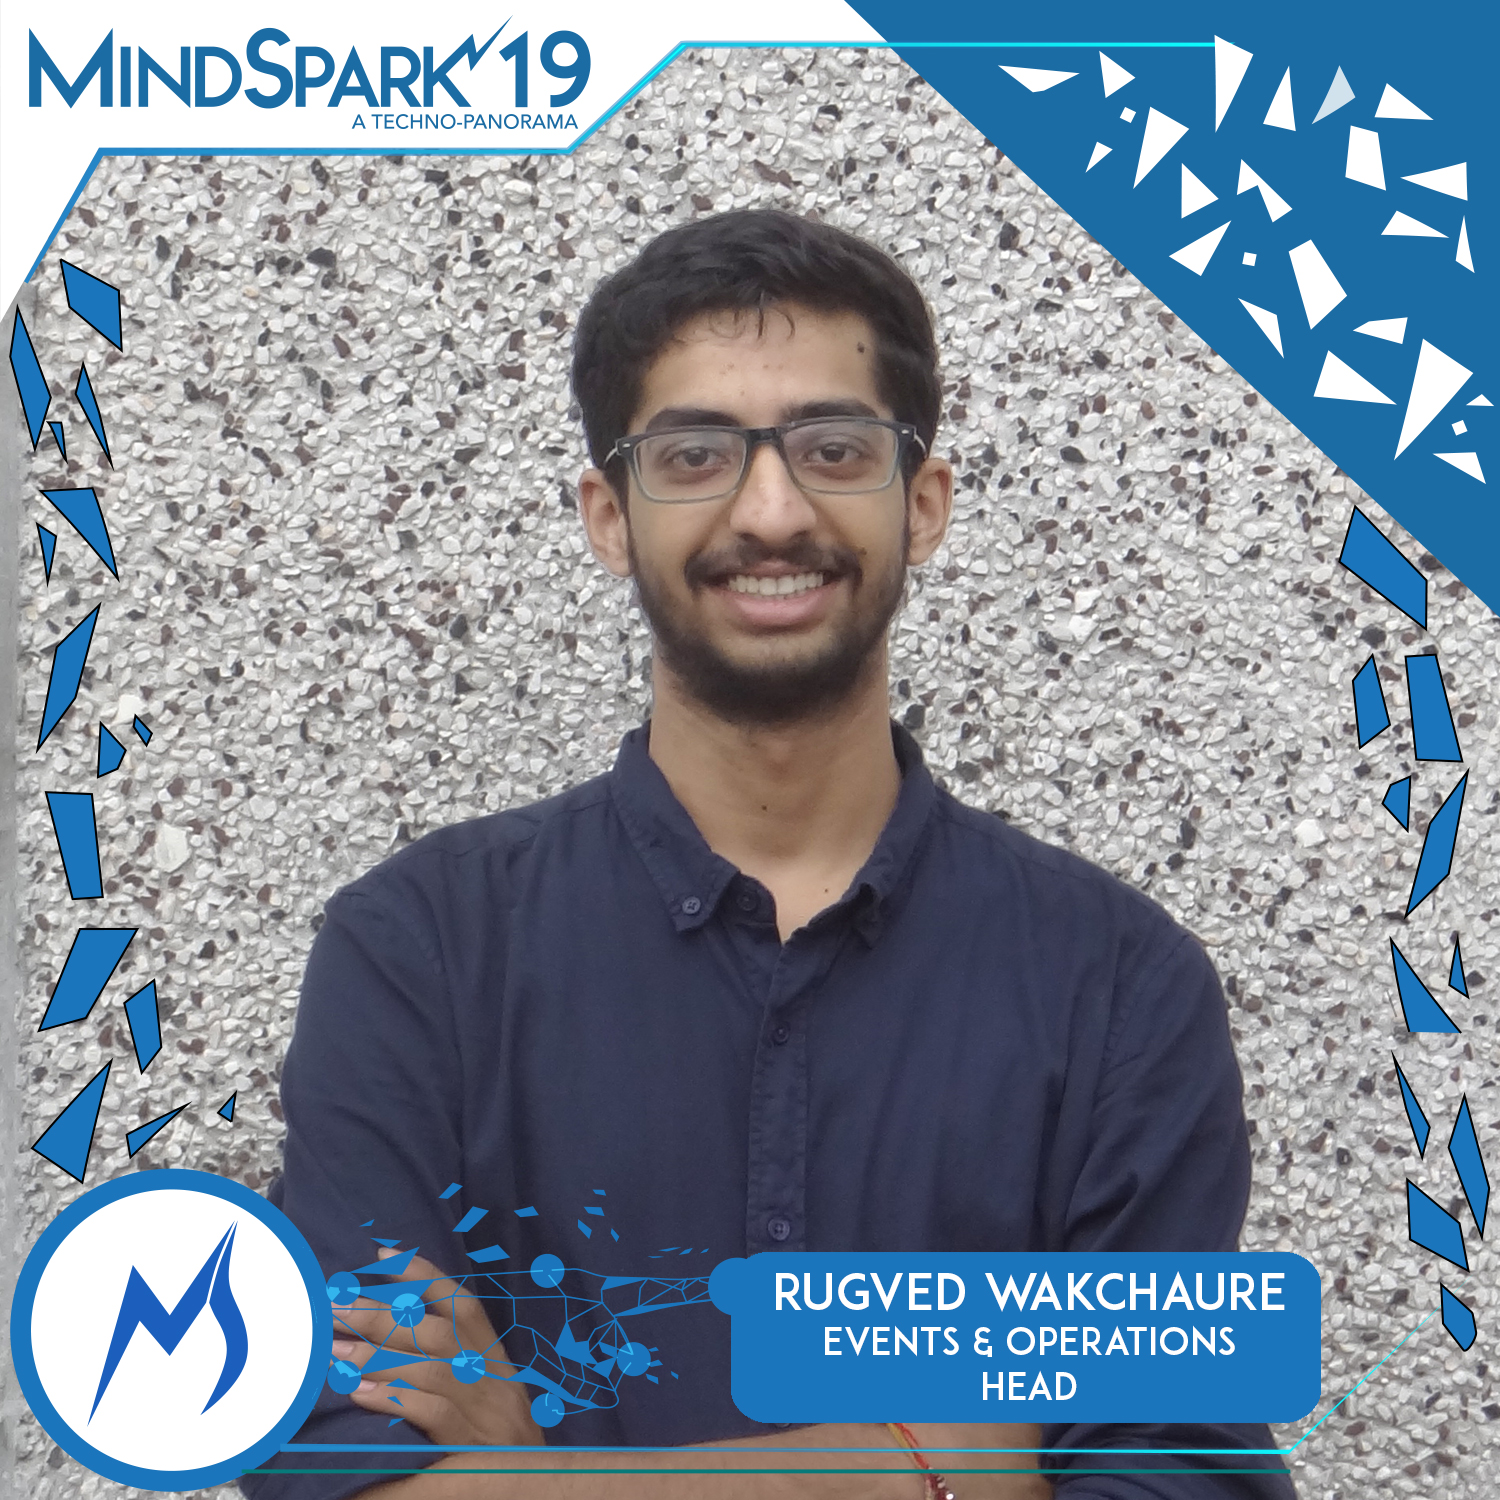 MINDSPARK'19
A TECHNO-PANORAMA
RUGVED WAKCHAURE
EVENTS & OPERATIONS
HEAD